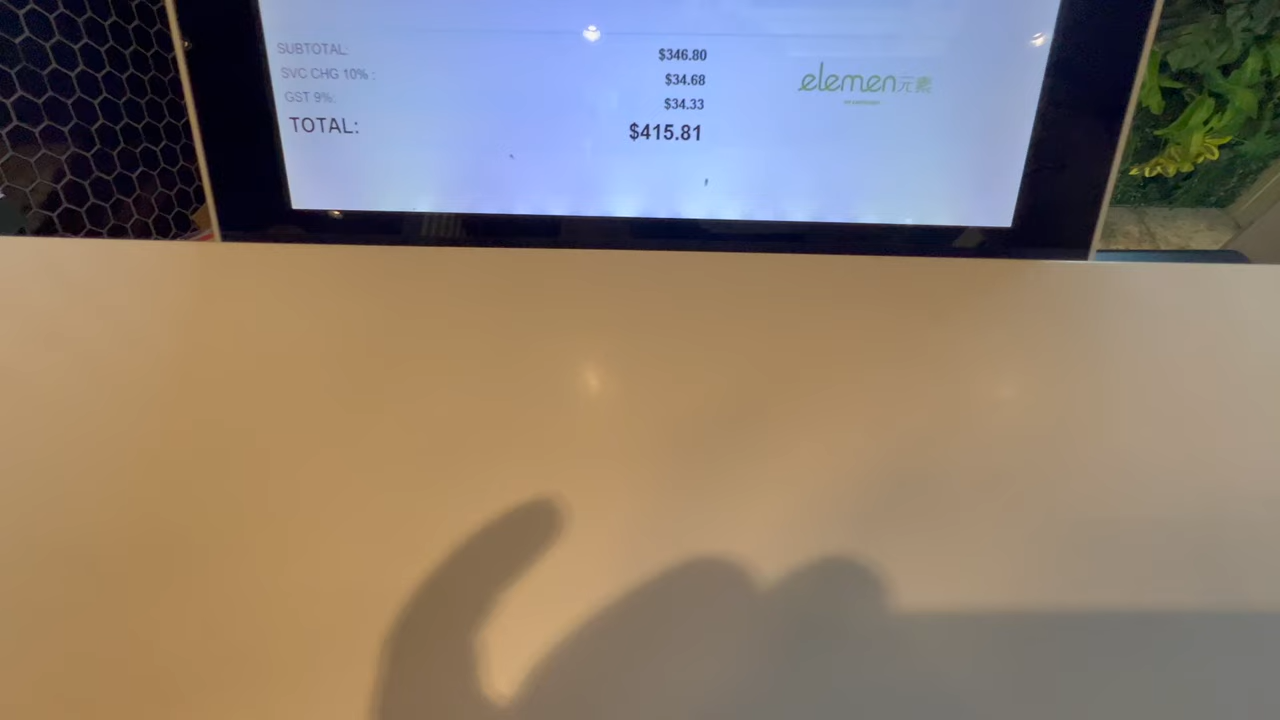 SUBTOTAL: $346.80
SVC CHG 10% : $34.68
GST 9%: $34.33
TOTAL: $415.81
elemen元素